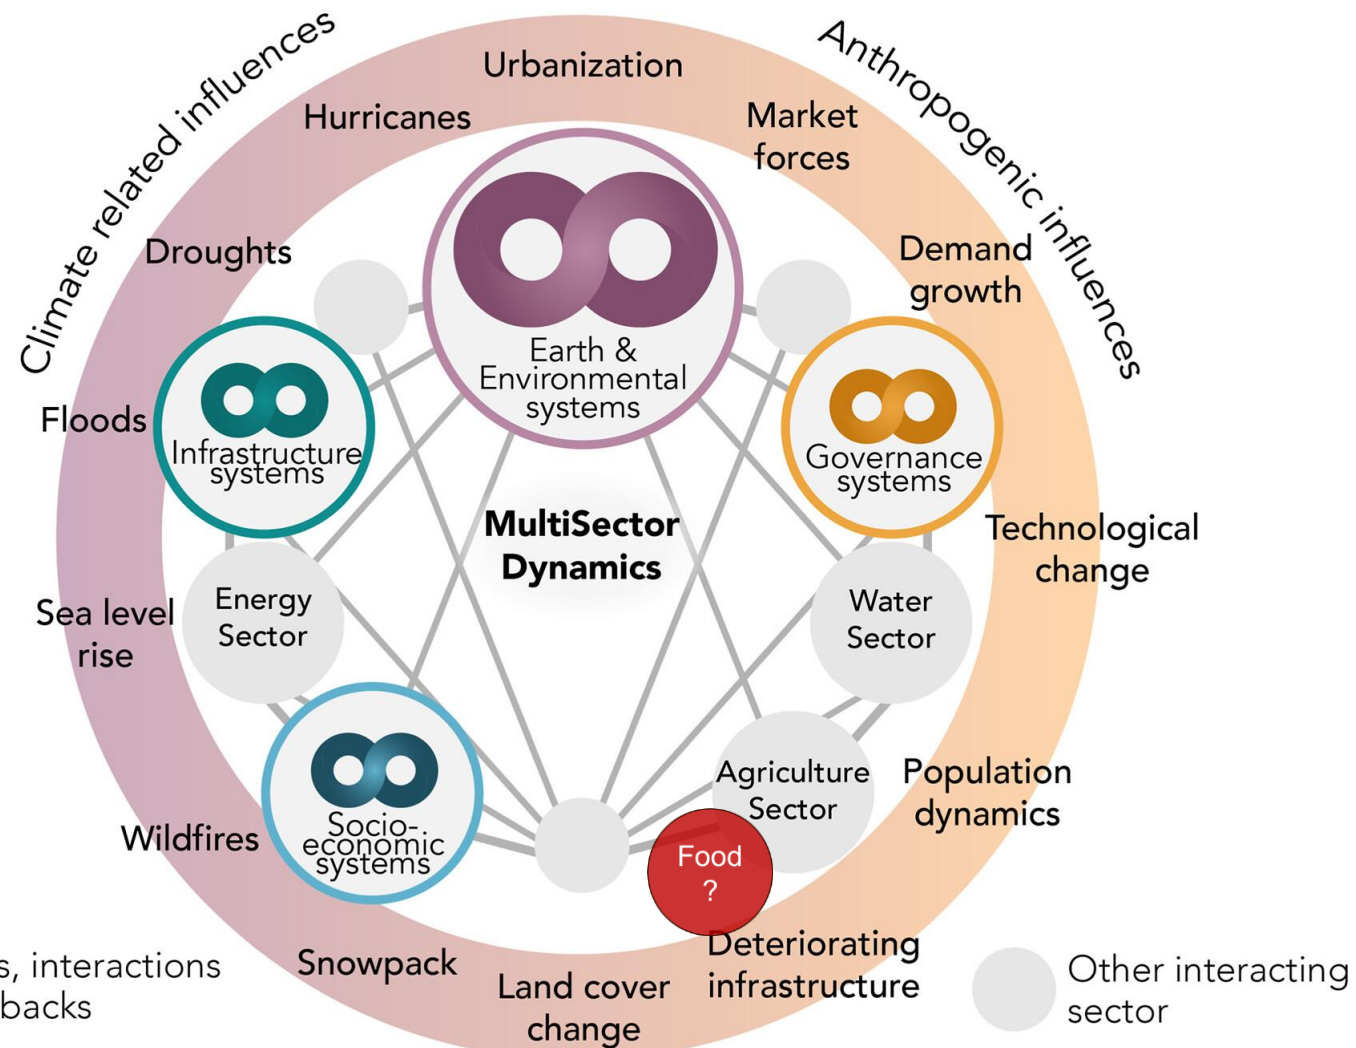 Climate related influences
Anthropogenic influences
Urbanization
Hurricanes
Market
forces
Droughts
Demand
growth
Earth &
Environmental
systems
Floods
Infrastructure
systems
Governance
systems
MultiSector
Dynamics
Technological
change
Energy
Sector
Water
Sector
Sea level
rise
Agriculture
Sector
Population
dynamics
Socio-
economic
systems
Wildfires
Food
?
Deteriorating
infrastructure
Snowpack
Land cover
change
s, interactions
backs
Other interacting
sector